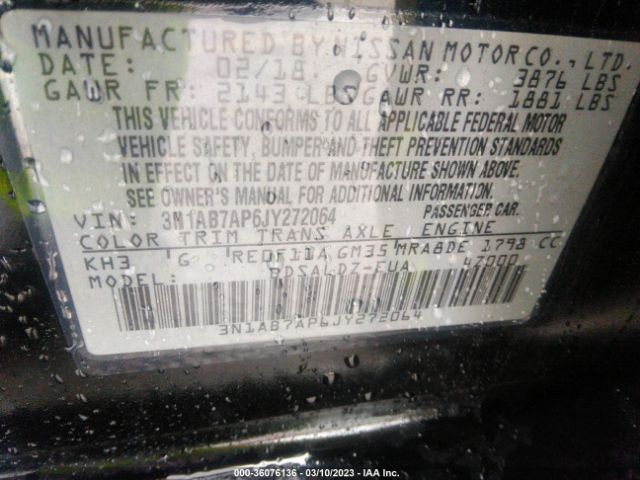 MANUFACTURED BY NISSAN MOTOR CO., LTD.
DATE: 02/18 GVWR: 3876 LBS
GAWR FR: 2143 LBS GAWR RR: 1881 LBS
THIS VEHICLE CONFORMS TO ALL APPLICABLE FEDERAL MOTOR
VEHICLE SAFETY, BUMPER AND THEFT PREVENTION STANDARDS
IN EFFECT ON THE DATE OF MANUFACTURE SHOWN ABOVE.
SEE OWNER'S MANUAL FOR ADDITIONAL INFORMATION.
VIN: 3N1AB7AP6JY272064 PASSENGER CAR
COLOR TRIM TRANS AXLE ENGINE
KH3 G RE0F11A GM35 MRA8DE 1798 CC
MODEL: BDSALDZ-EUA 47000
3N1AB7AP6JY272064
000-36076136 - 03/10/2023 - IAA Inc.